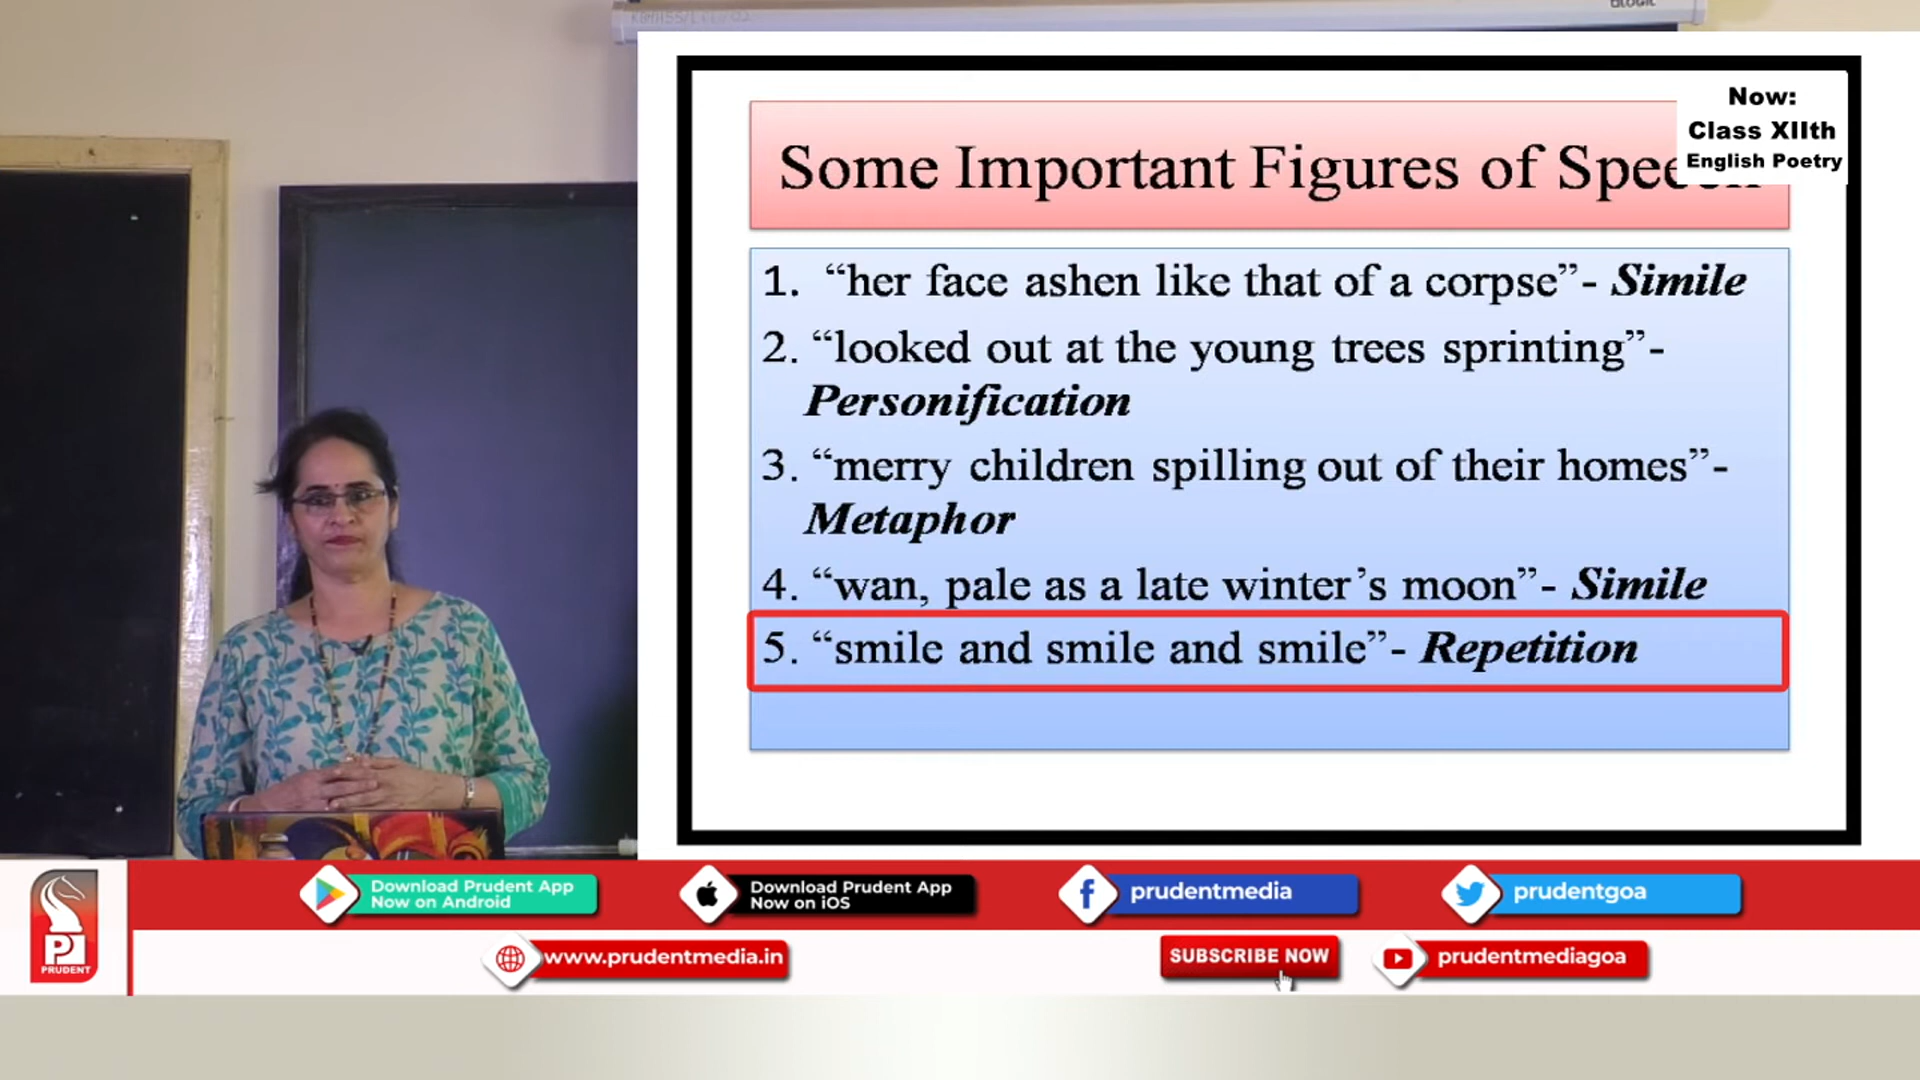 Now:
Class XIIth
English Poetry
Some Important Figures of Speech
1. “her face ashen like that of a corpse”- Simile
2. “looked out at the young trees sprinting”-
Personification
3. “merry children spilling out of their homes”-
Metaphor
4. “wan, pale as a late winter’s moon”- Simile
5. “smile and smile and smile”- Repetition
PRUDENT
Download Prudent App
Now on Android
Download Prudent App
Now on iOS
prudentmedia
prudentgoa
www.prudentmedia.in
SUBSCRIBE NOW
prudentmediagoa